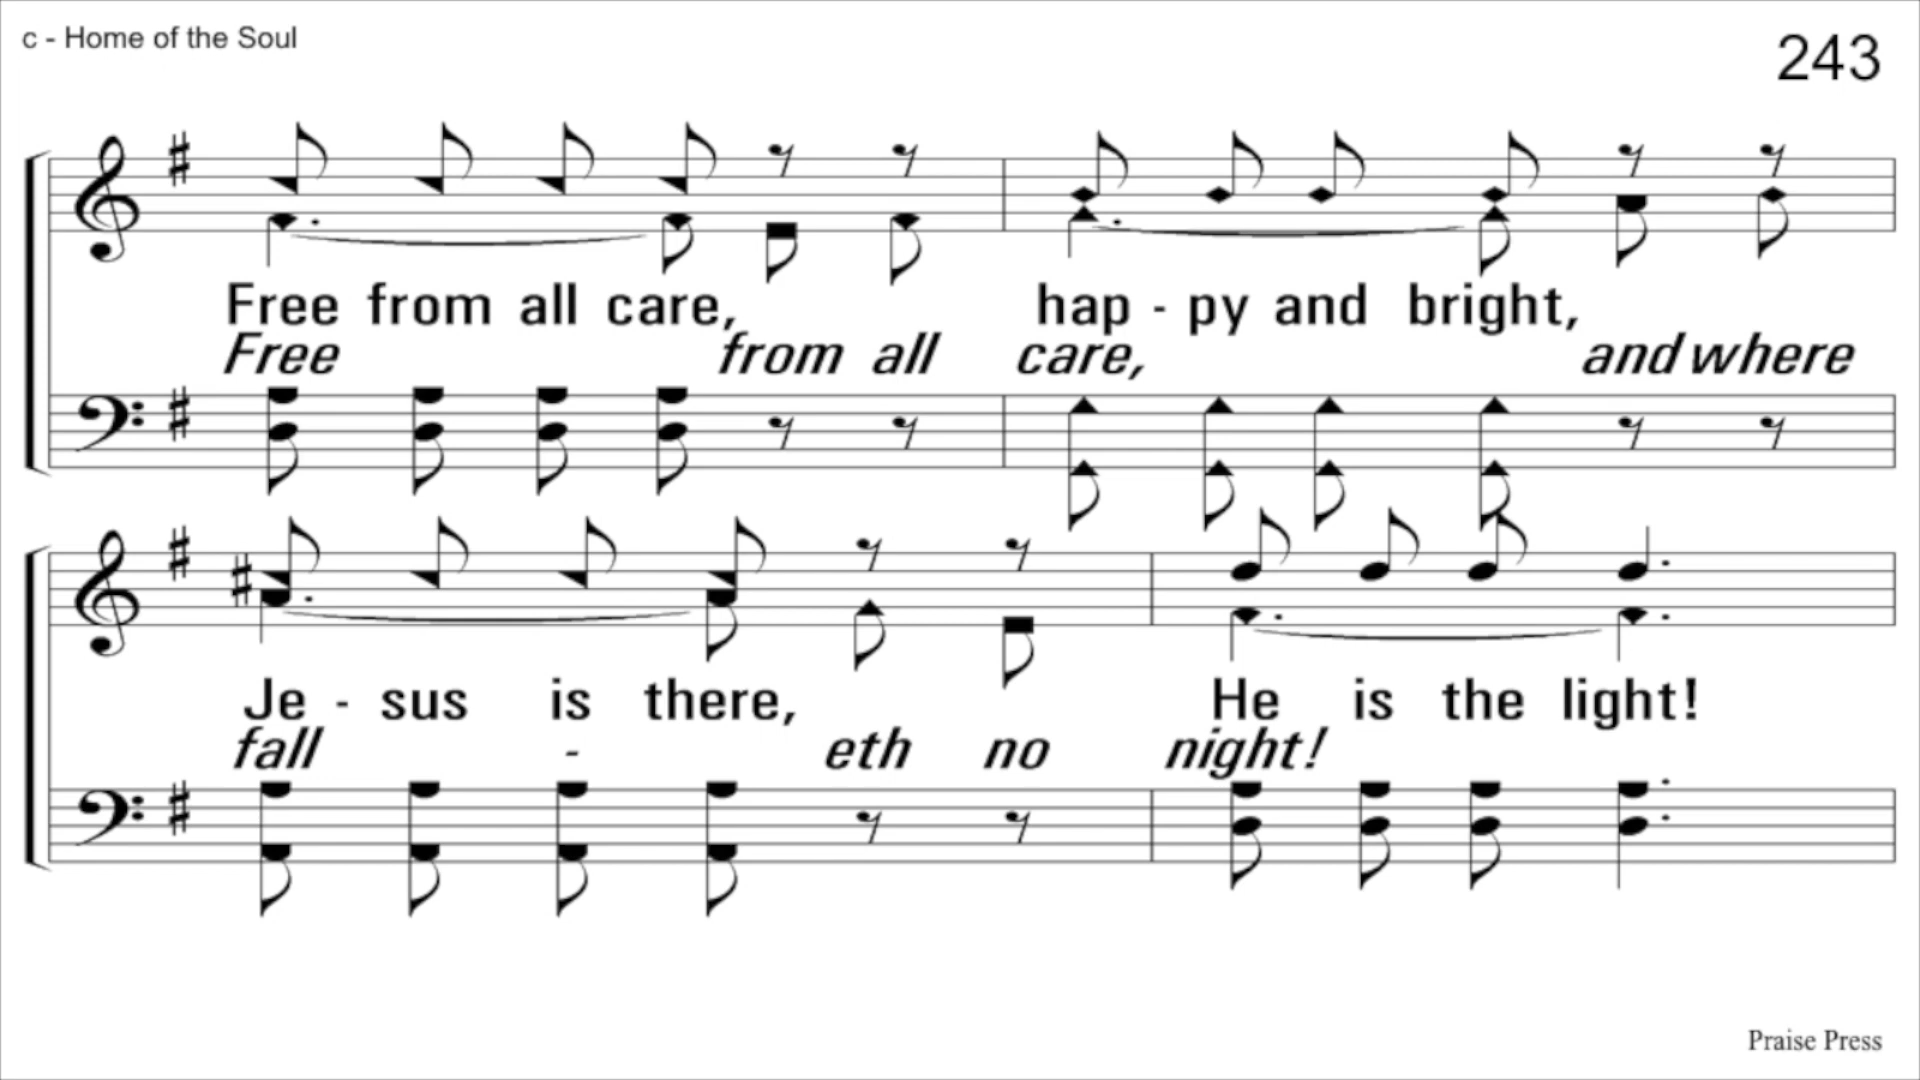 c - Home of the Soul
243
Free from all care, hap - py and bright,
Free from all care, and where
Je - sus is there, He is the light!
fall - eth no night!
Praise Press